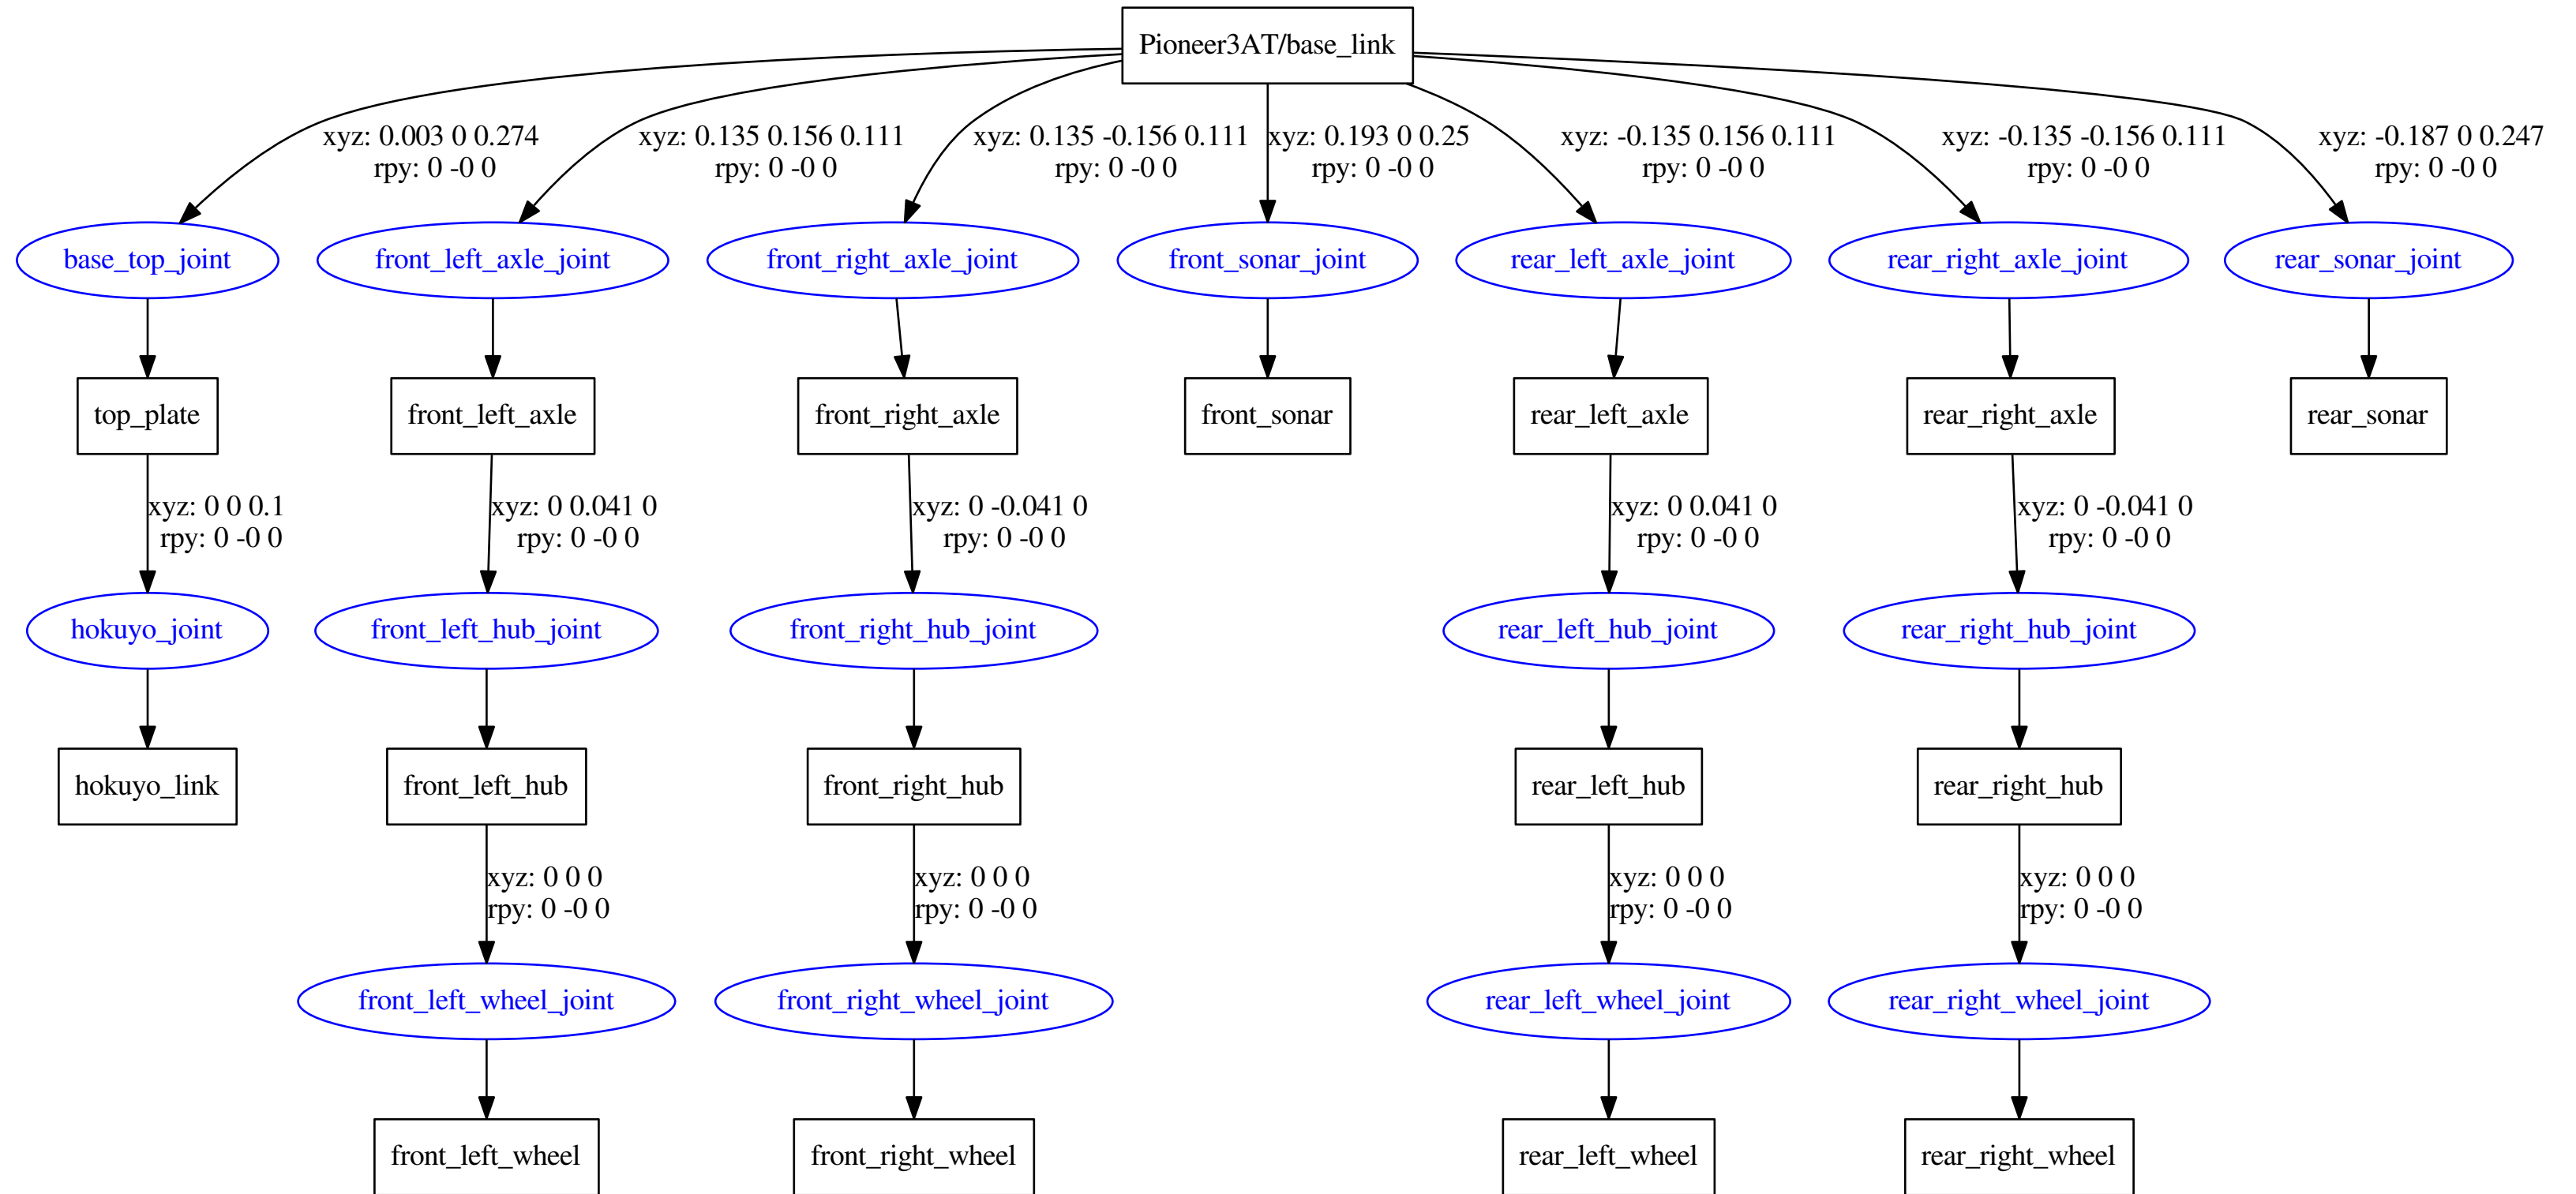 Pioneer3AT/base_link
xyz: 0.003 0 0.274
rpy: 0 -0 0
xyz: 0.135 0.156 0.111
rpy: 0 -0 0
xyz: 0.135 -0.156 0.111
rpy: 0 -0 0
xyz: 0.193 0 0.25
rpy: 0 -0 0
xyz: -0.135 0.156 0.111
rpy: 0 -0 0
xyz: -0.135 -0.156 0.111
rpy: 0 -0 0
xyz: -0.187 0 0.247
rpy: 0 -0 0
base_top_joint
front_left_axle_joint
front_right_axle_joint
front_sonar_joint
rear_left_axle_joint
rear_right_axle_joint
rear_sonar_joint
top_plate
front_left_axle
front_right_axle
front_sonar
rear_left_axle
rear_right_axle
rear_sonar
xyz: 0 0 0.1
rpy: 0 -0 0
xyz: 0 0.041 0
rpy: 0 -0 0
xyz: 0 -0.041 0
rpy: 0 -0 0
xyz: 0 0.041 0
rpy: 0 -0 0
xyz: 0 -0.041 0
rpy: 0 -0 0
hokuyo_joint
front_left_hub_joint
front_right_hub_joint
rear_left_hub_joint
rear_right_hub_joint
hokuyo_link
front_left_hub
front_right_hub
rear_left_hub
rear_right_hub
xyz: 0 0 0
rpy: 0 -0 0
xyz: 0 0 0
rpy: 0 -0 0
xyz: 0 0 0
rpy: 0 -0 0
xyz: 0 0 0
rpy: 0 -0 0
front_left_wheel_joint
front_right_wheel_joint
rear_left_wheel_joint
rear_right_wheel_joint
front_left_wheel
front_right_wheel
rear_left_wheel
rear_right_wheel